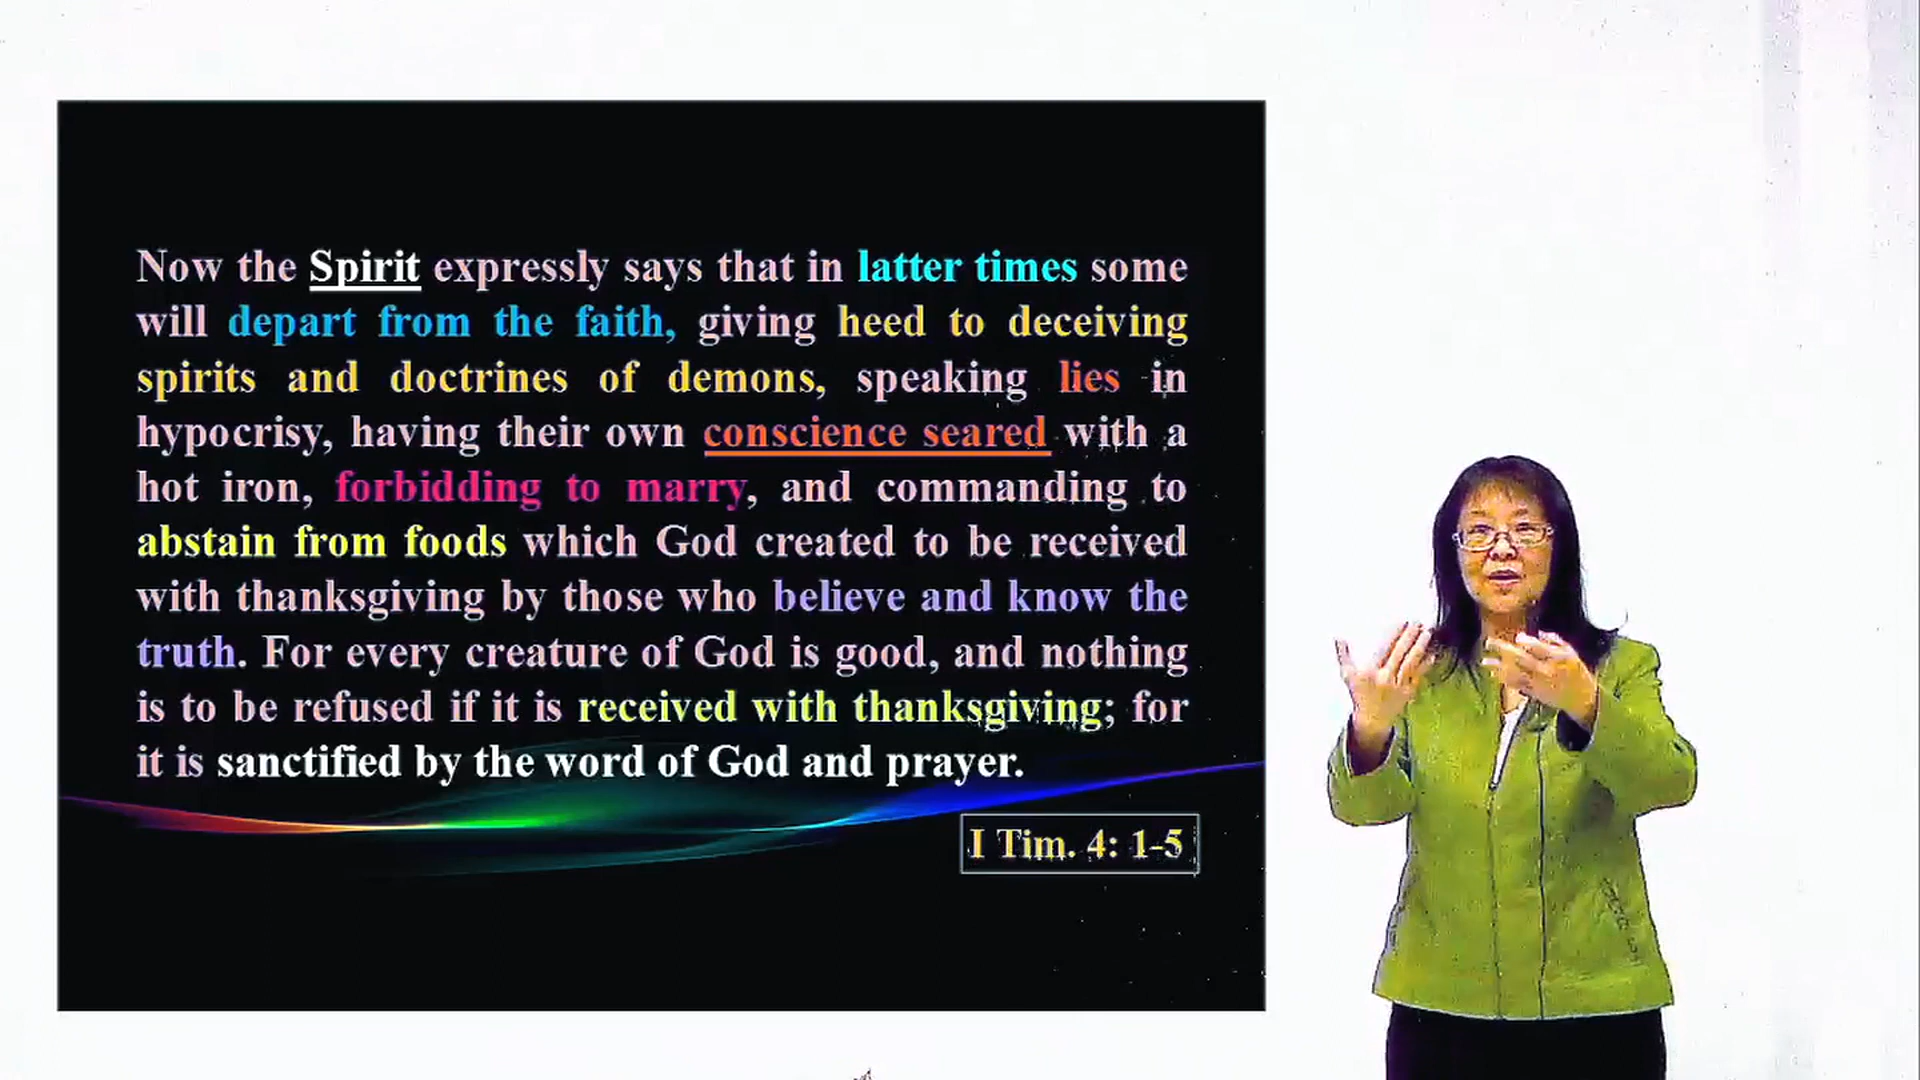 Now the Spirit expressly says that in latter times some
will depart from the faith, giving heed to deceiving
spirits and doctrines of demons, speaking lies in
hypocrisy, having their own conscience seared with a
hot iron, forbidding to marry, and commanding to
abstain from foods which God created to be received
with thanksgiving by those who believe and know the
truth. For every creature of God is good, and nothing
is to be refused if it is received with thanksgiving; for
it is sanctified by the word of God and prayer.
I Tim. 4: 1-5